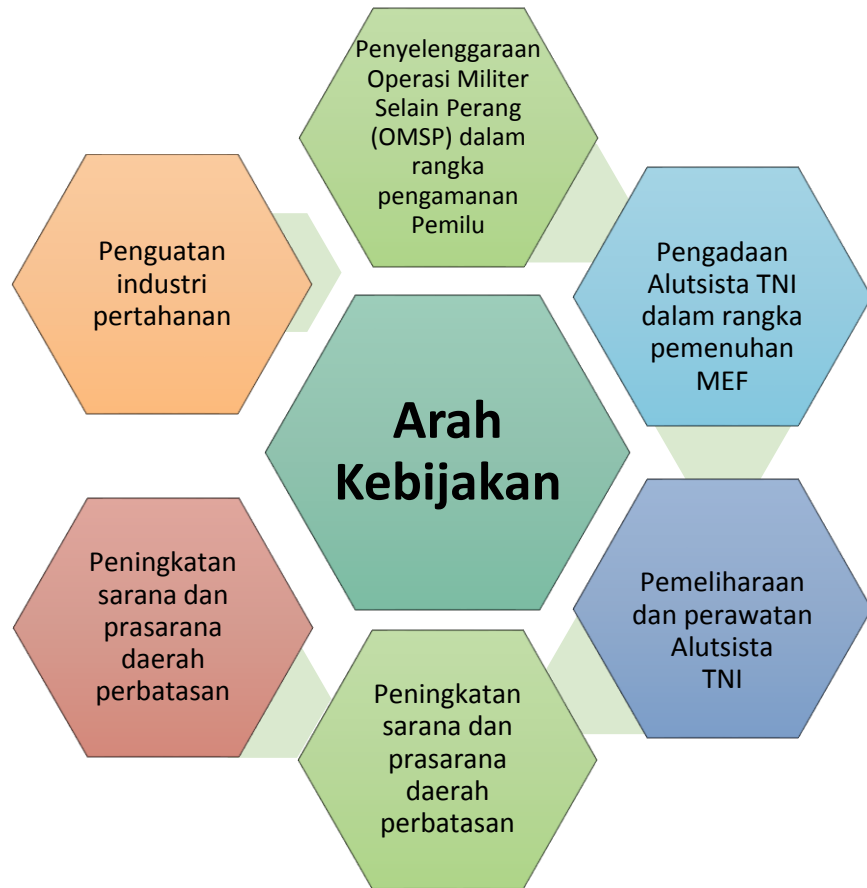 Penyelenggaraan
Operasi Militer
Selain Perang
(OMSP) dalam
rangka
pengamanan
Pemilu
Penguatan
industri
pertahanan
Pengadaan
Alutsista TNI
dalam rangka
pemenuhan
MEF
Arah
Kebijakan
Peningkatan
sarana dan
prasarana
daerah
perbatasan
Pemeliharaan
dan perawatan
Alutsista
TNI
Peningkatan
sarana dan
prasarana
daerah
perbatasan